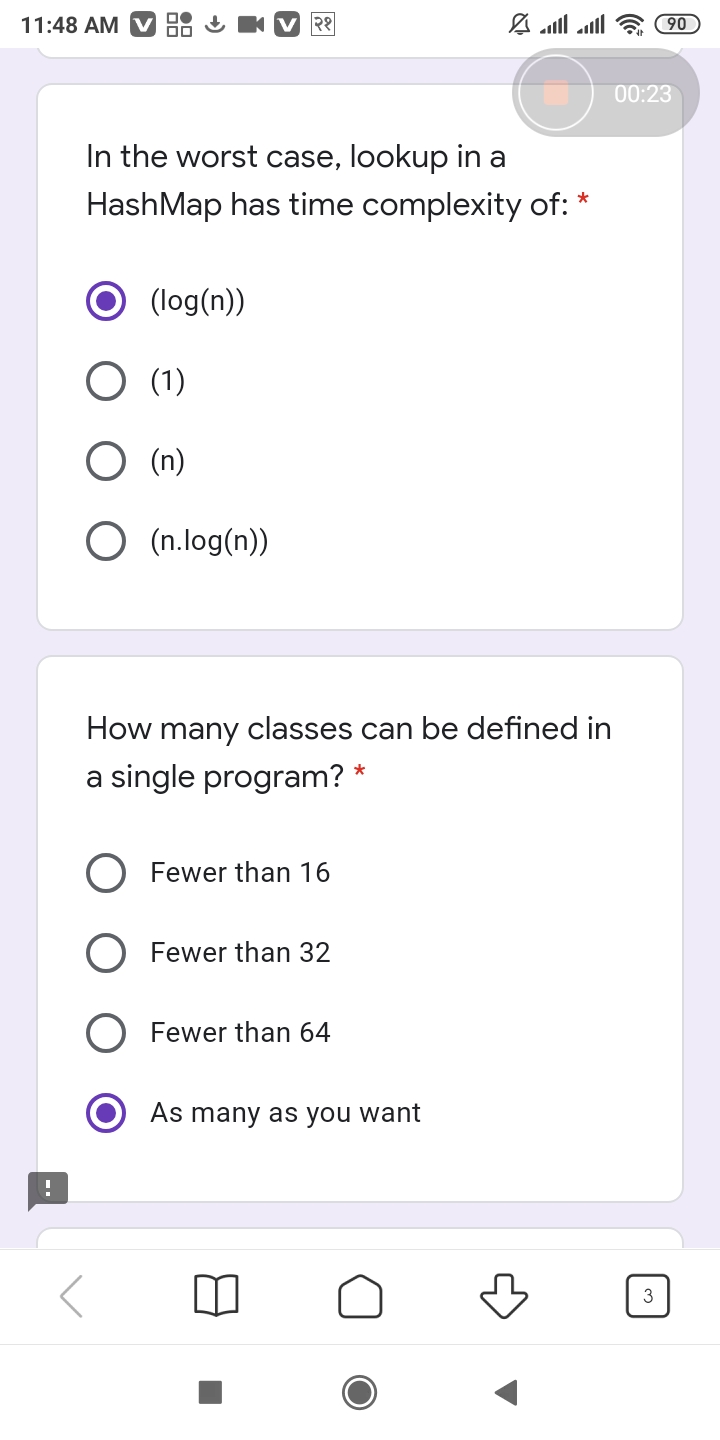 11:48 AM
२१
90
00:23
In the worst case, lookup in a
HashMap has time complexity of: *
(log(n))
(1)
(n)
(n.log(n))
How many classes can be defined in
a single program? *
Fewer than 16
Fewer than 32
Fewer than 64
As many as you want
3